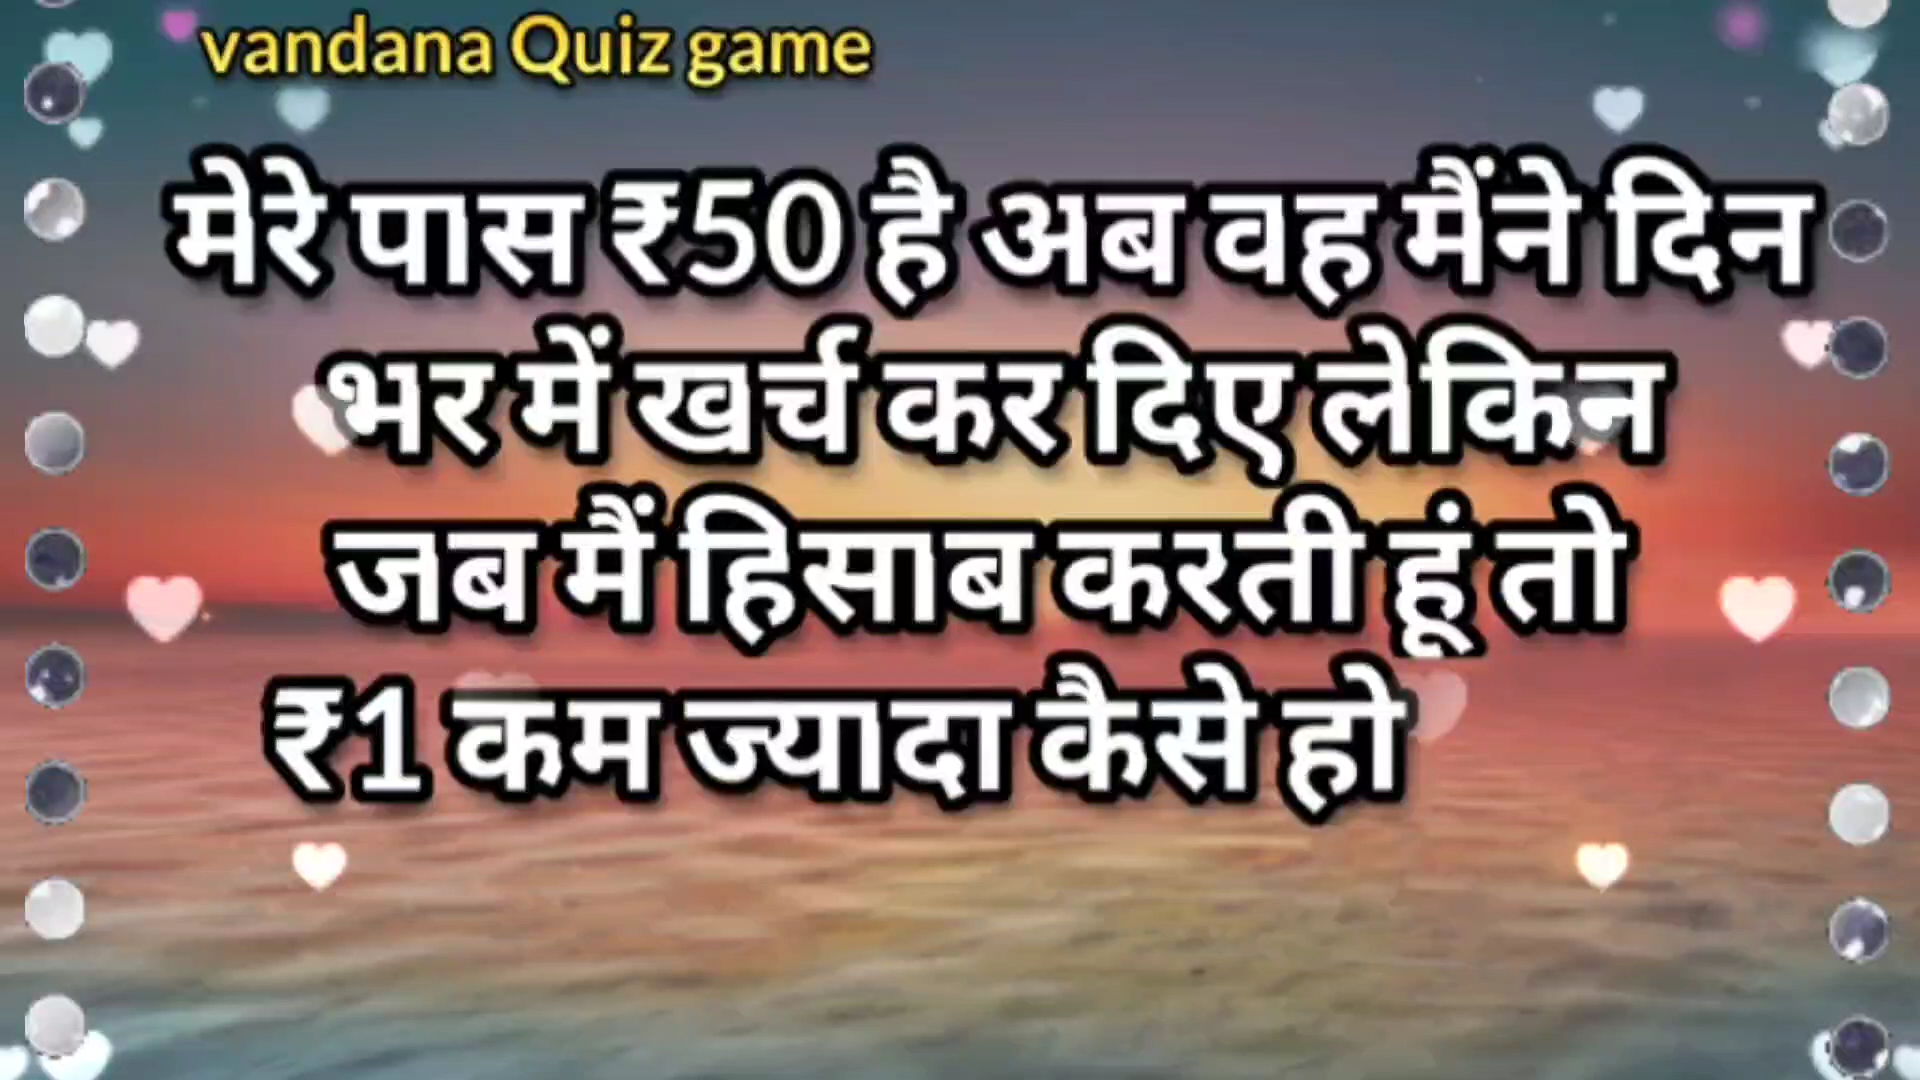 vandana Quiz game
मेरे पास ₹50 है अब वह मैंने दिन
भर में खर्च कर दिए लेकिन
जब मैं हिसाब करती हूं तो
₹1 कम ज्यादा कैसे हो